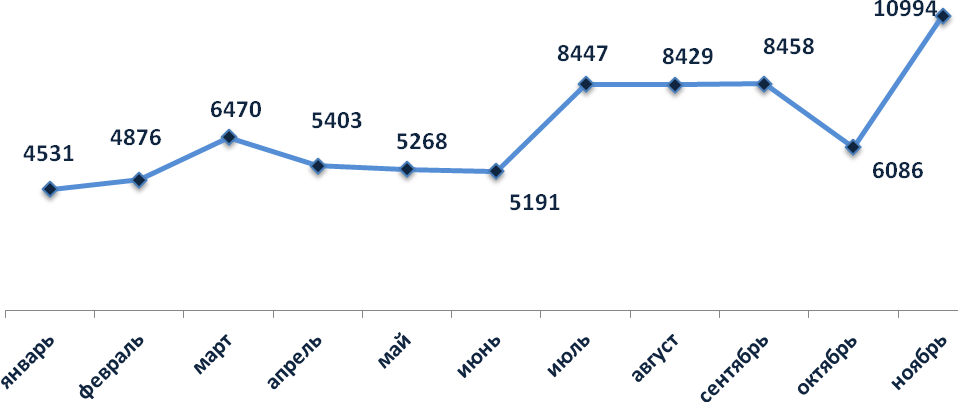 4531
4876
6470
5403
5268
5191
8447
8429
8458
6086
10994
январь
февраль
март
апрель
май
июнь
июль
август
сентябрь
октябрь
ноябрь